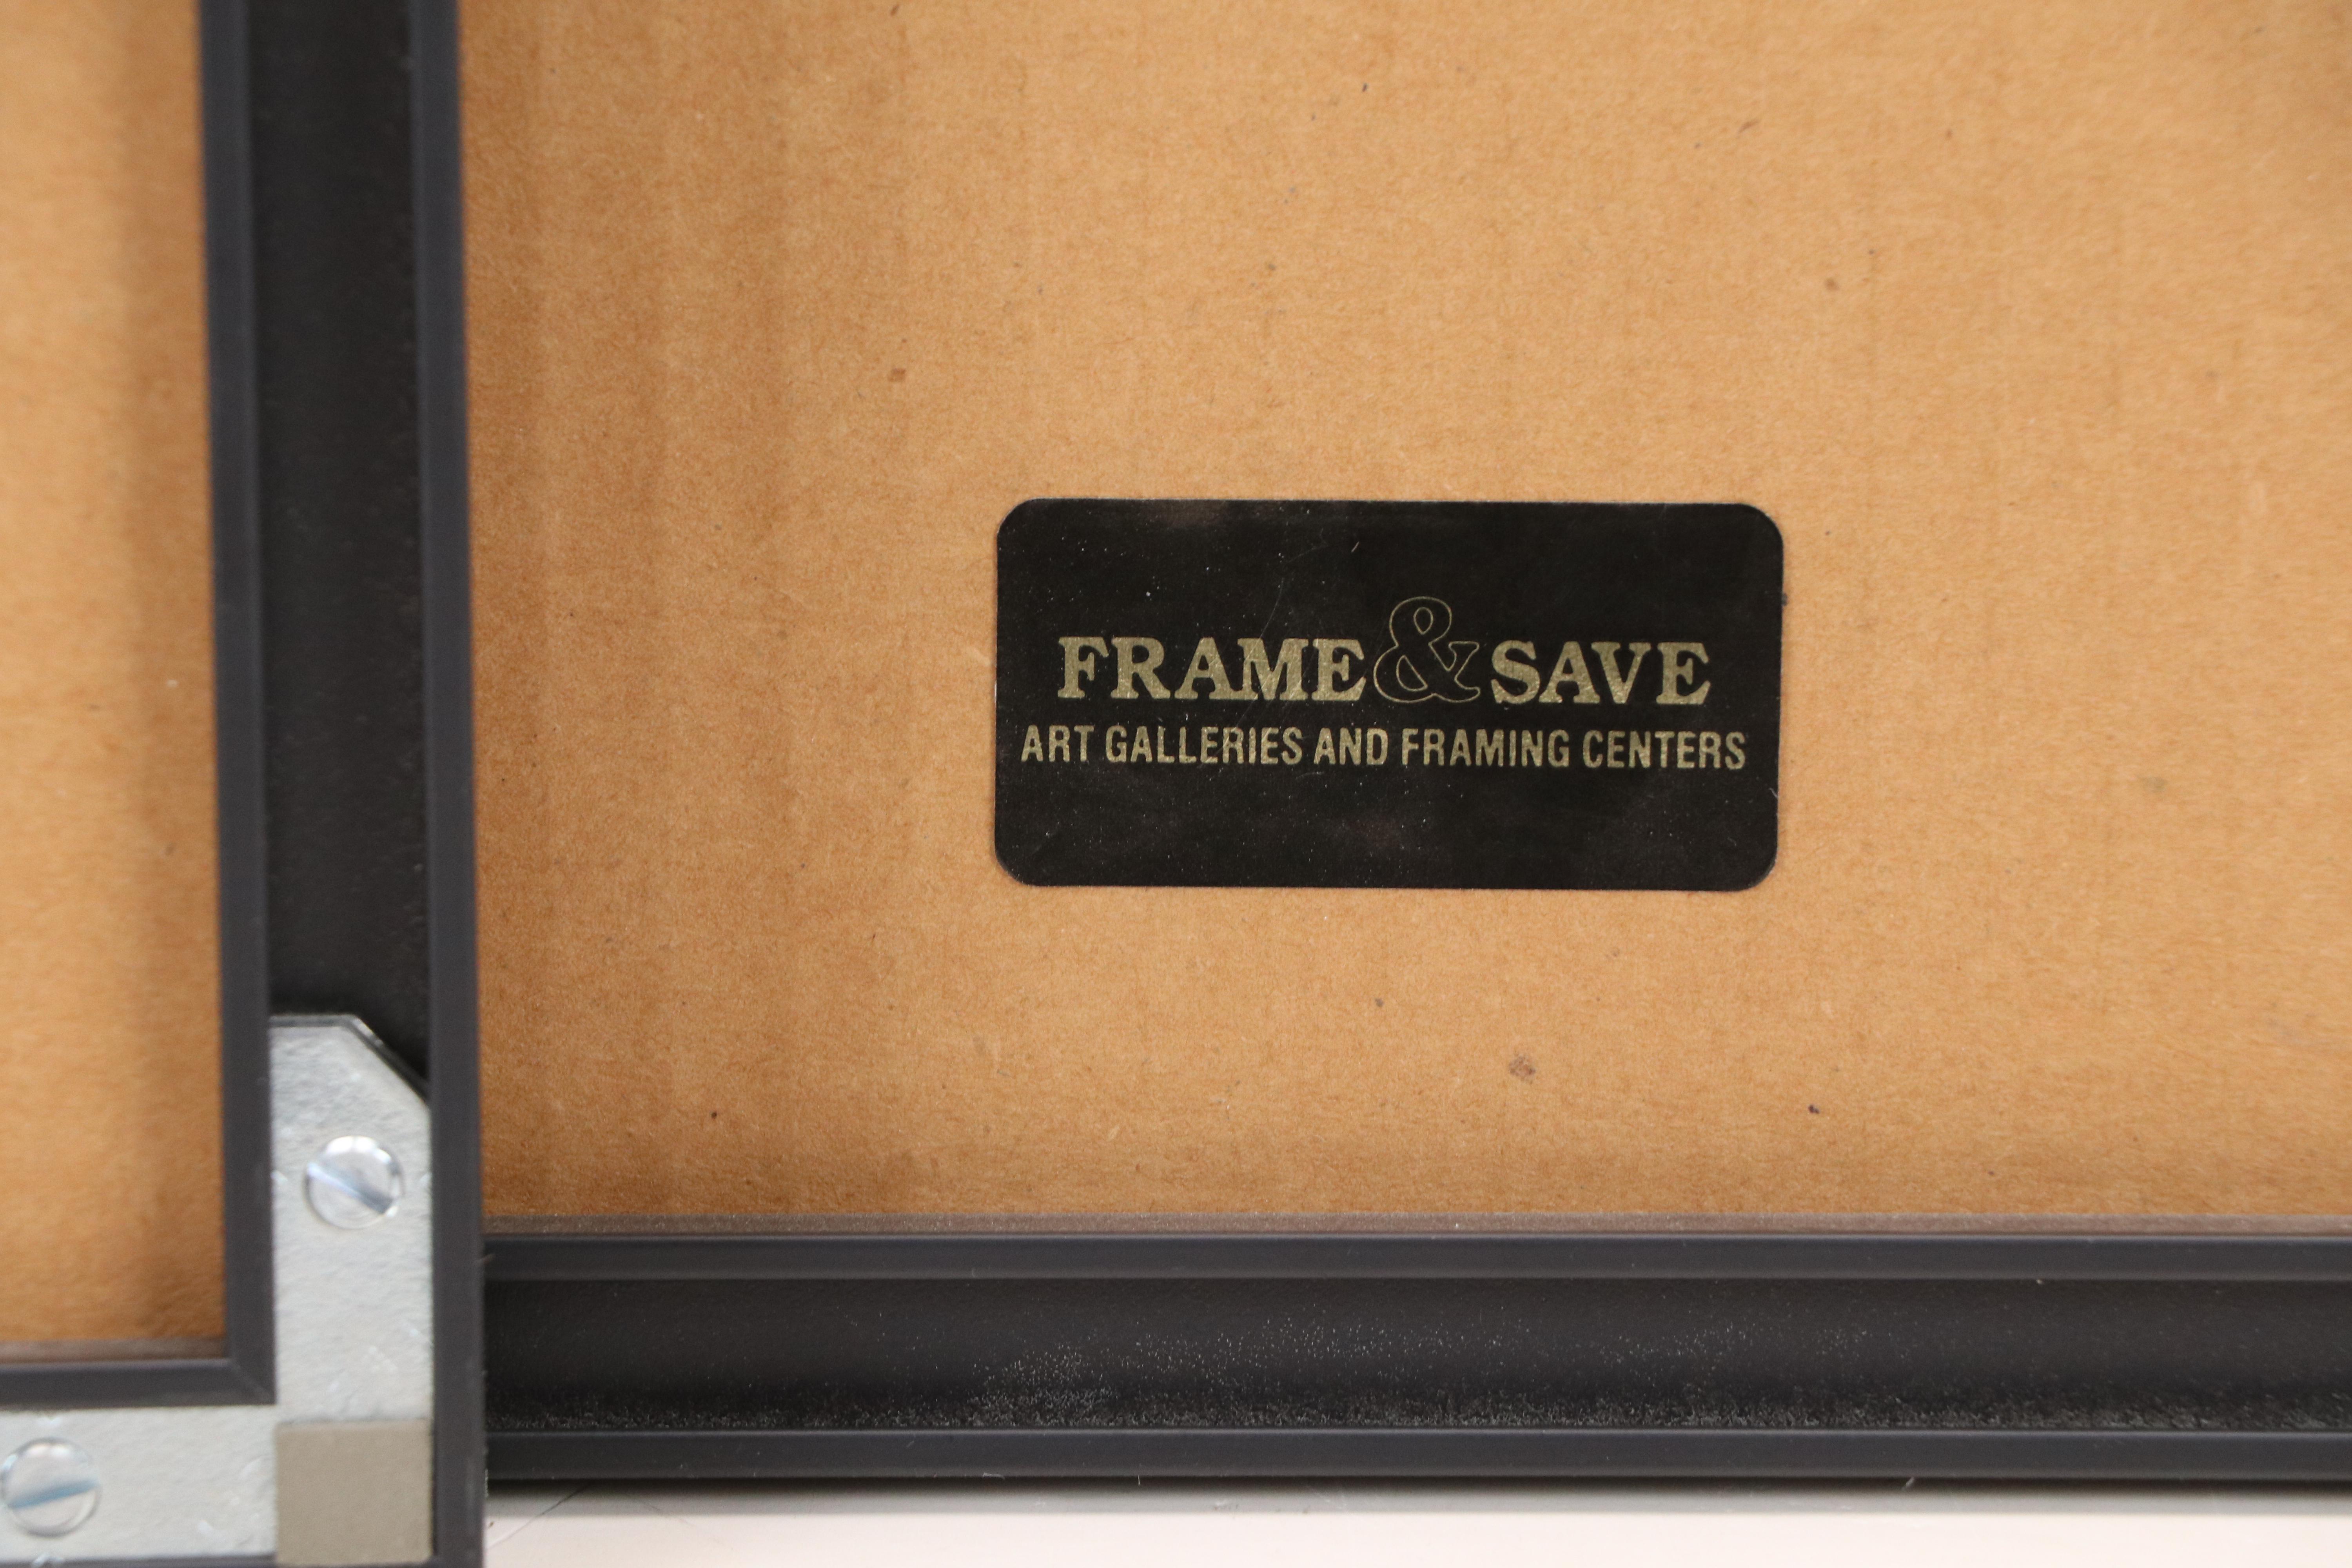 FRAME & SAVE
ART GALLERIES AND FRAMING CENTERS